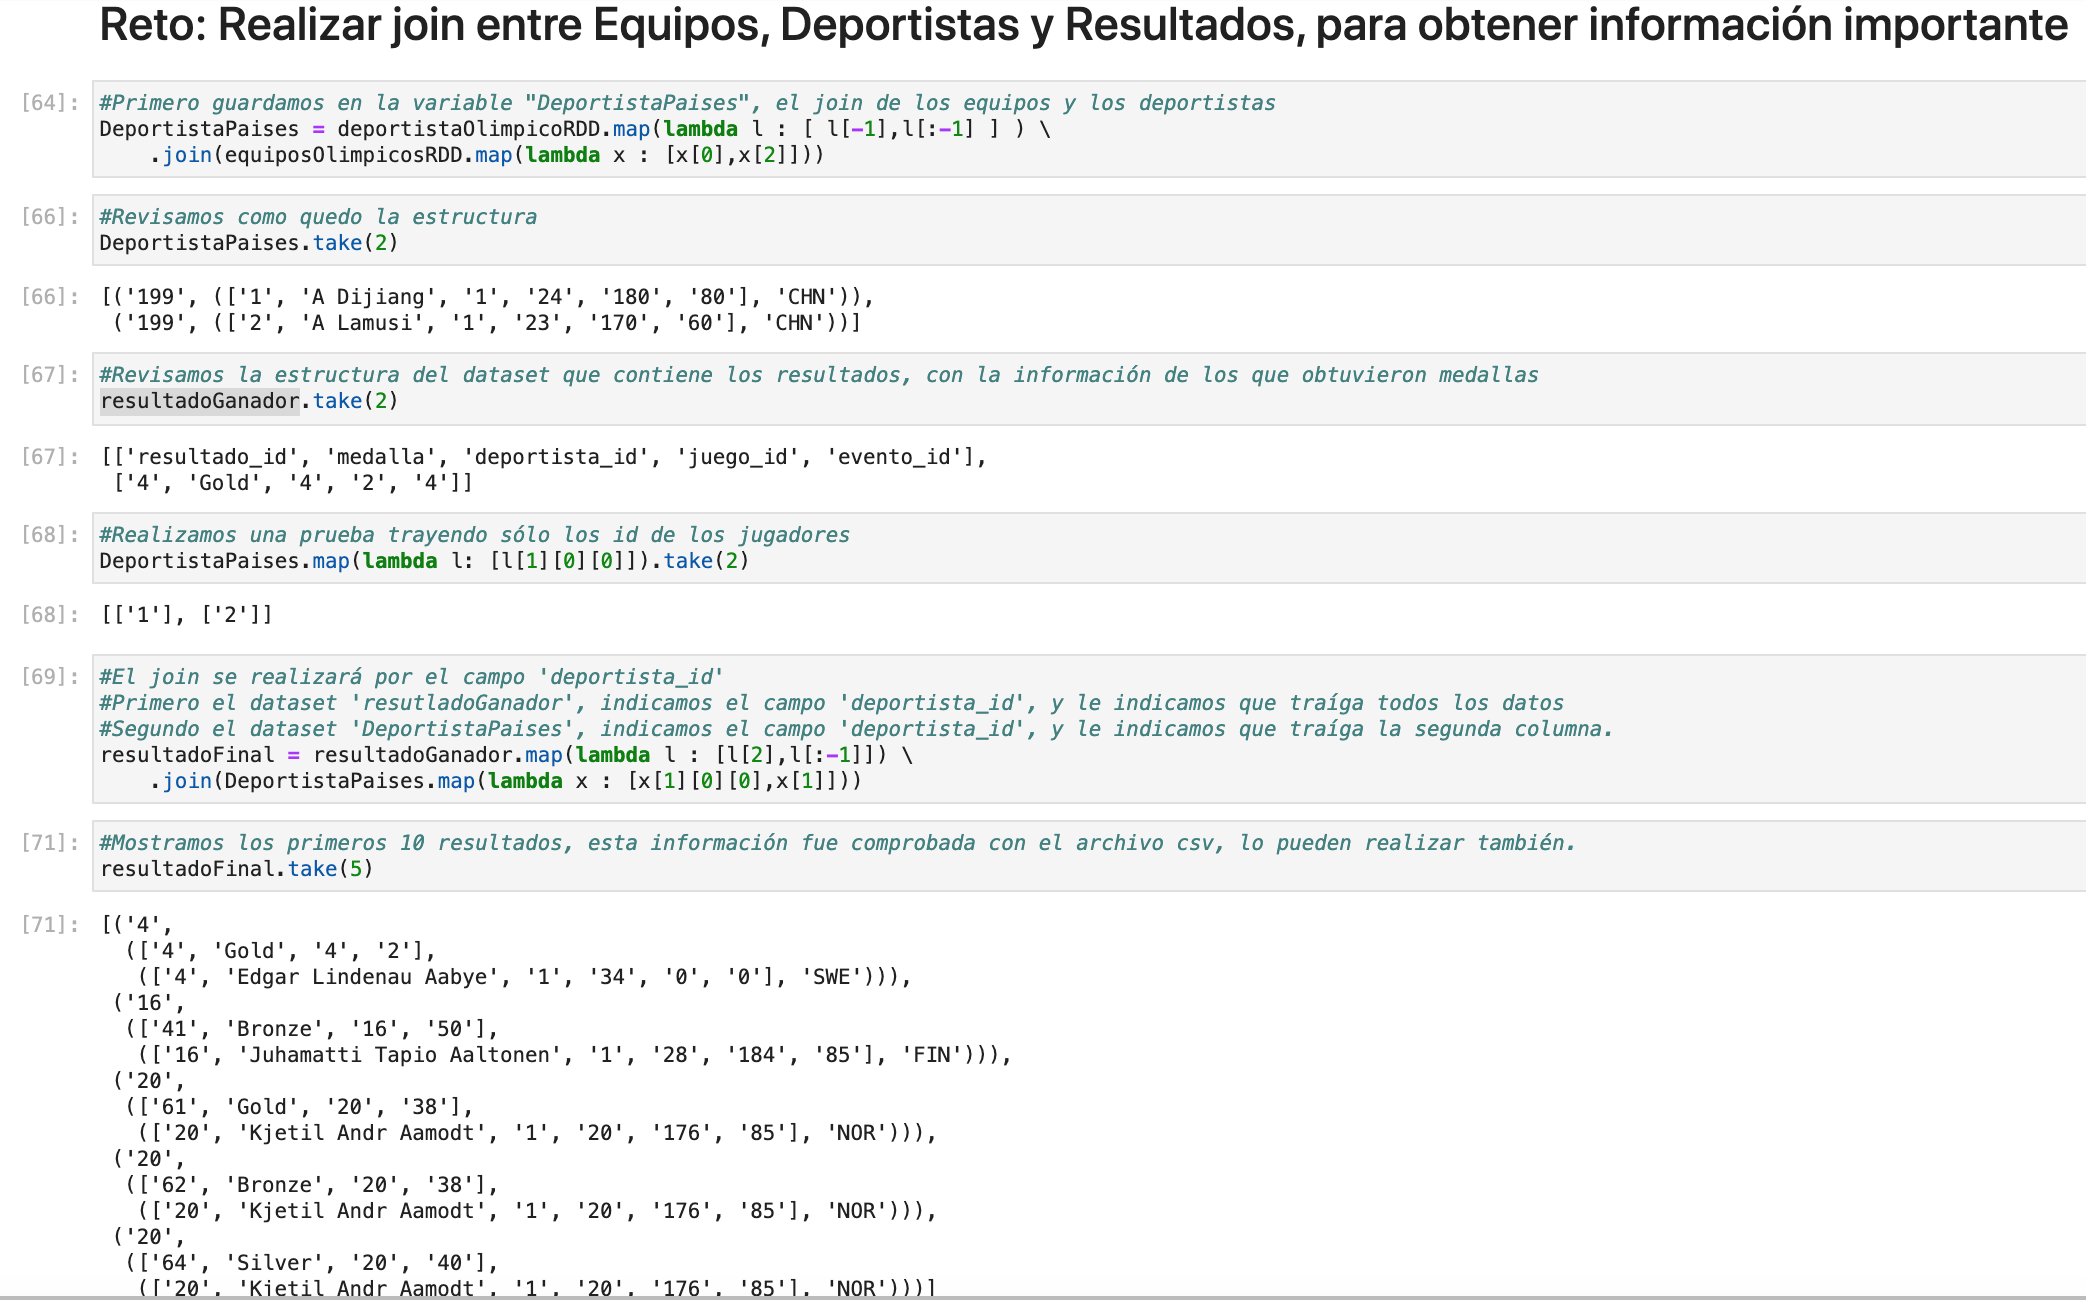 Reto: Realizar join entre Equipos, Deportistas y Resultados, para obtener información importante
[64]: #Primero guardamos en la variable "DeportistaPaises", el join de los equipos y los deportistas
DeportistaPaises = deportistaOlimpicoRDD.map(lambda l : [ l[-1],l[:-1] ] ) \
    .join(equiposOlimpicosRDD.map(lambda x : [x[0],x[2]]))
[66]: #Revisamos como quedo la estructura
DeportistaPaises.take(2)
[66]: [('199', (['1', 'A Dijiang', '1', '24', '180', '80'], 'CHN')),
 ('199', (['2', 'A Lamusi', '1', '23', '170', '60'], 'CHN'))]
[67]: #Revisamos la estructura del dataset que contiene los resultados, con la información de los que obtuvieron medallas
resultadoGanador.take(2)
[67]: [['resultado_id', 'medalla', 'deportista_id', 'juego_id', 'evento_id'],
 ['4', 'Gold', '4', '2', '4']]
[68]: #Realizamos una prueba trayendo sólo los id de los jugadores
DeportistaPaises.map(lambda l: [l[1][0][0]]).take(2)
[68]: [['1'], ['2']]
[69]: #El join se realizará por el campo 'deportista_id'
#Primero el dataset 'resutladoGanador', indicamos el campo 'deportista_id', y le indicamos que traíga todos los datos
#Segundo el dataset 'DeportistaPaises', indicamos el campo 'deportista_id', y le indicamos que traíga la segunda columna.
resultadoFinal = resultadoGanador.map(lambda l : [l[2],l[:-1]]) \
    .join(DeportistaPaises.map(lambda x : [x[1][0][0],x[1]]))
[71]: #Mostramos los primeros 10 resultados, esta información fue comprobada con el archivo csv, lo pueden realizar también.
resultadoFinal.take(5)
[71]: [('4',
  (['4', 'Gold', '4', '2'],
   (['4', 'Edgar Lindenau Aabye', '1', '34', '0', '0'], 'SWE'))),
 ('16',
  (['41', 'Bronze', '16', '50'],
   (['16', 'Juhamatti Tapio Aaltonen', '1', '28', '184', '85'], 'FIN'))),
 ('20',
  (['61', 'Gold', '20', '38'],
   (['20', 'Kjetil Andr Aamodt', '1', '20', '176', '85'], 'NOR'))),
 ('20',
  (['62', 'Bronze', '20', '38'],
   (['20', 'Kjetil Andr Aamodt', '1', '20', '176', '85'], 'NOR'))),
 ('20',
  (['64', 'Silver', '20', '40'],
   (['20', 'Kjetil Andr Aamodt', '1', '20', '176', '85'], 'NOR')))]